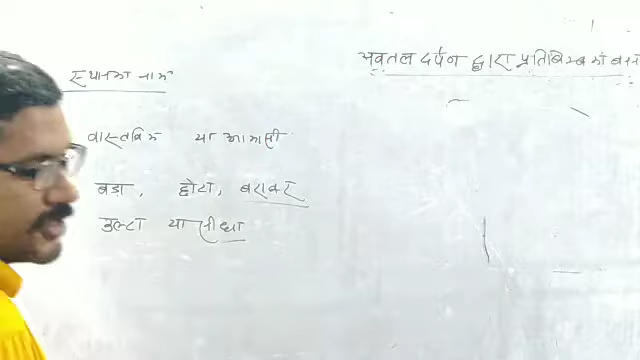 अवतल दर्पण द्वारा प्रतिबिम्ब का बनना
स्थान का नाम
वास्तविक या आभासी
बड़ा, छोटा, बराबर
उल्टा या सीधा